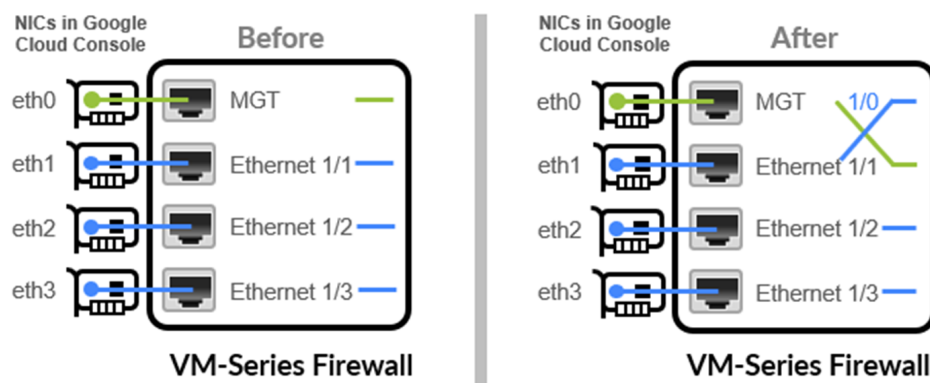 NICs in Google
Cloud Console
Before
eth0
MGT
eth1
Ethernet 1/1
eth2
Ethernet 1/2
eth3
Ethernet 1/3
VM-Series Firewall
NICs in Google
Cloud Console
After
eth0
MGT 1/0
eth1
Ethernet 1/1
eth2
Ethernet 1/2
eth3
Ethernet 1/3
VM-Series Firewall